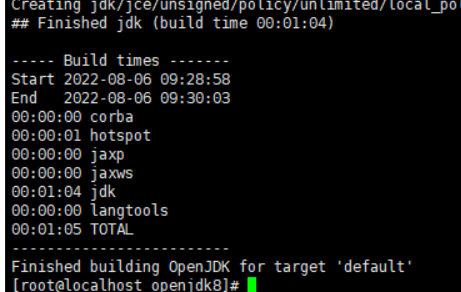 Creating jdk/jce/unsigned/policy/unlimited/local_pol
## Finished jdk (build time 00:01:04)
----- Build times -------
Start 2022-08-06 09:28:58
End   2022-08-06 09:30:03
00:00:00 corba
00:00:01 hotspot
00:00:00 jaxp
00:00:00 jaxws
00:01:04 jdk
00:00:00 langtools
00:01:05 TOTAL
-------------------------
Finished building OpenJDK for target 'default'
[root@localhost openjdk8]#